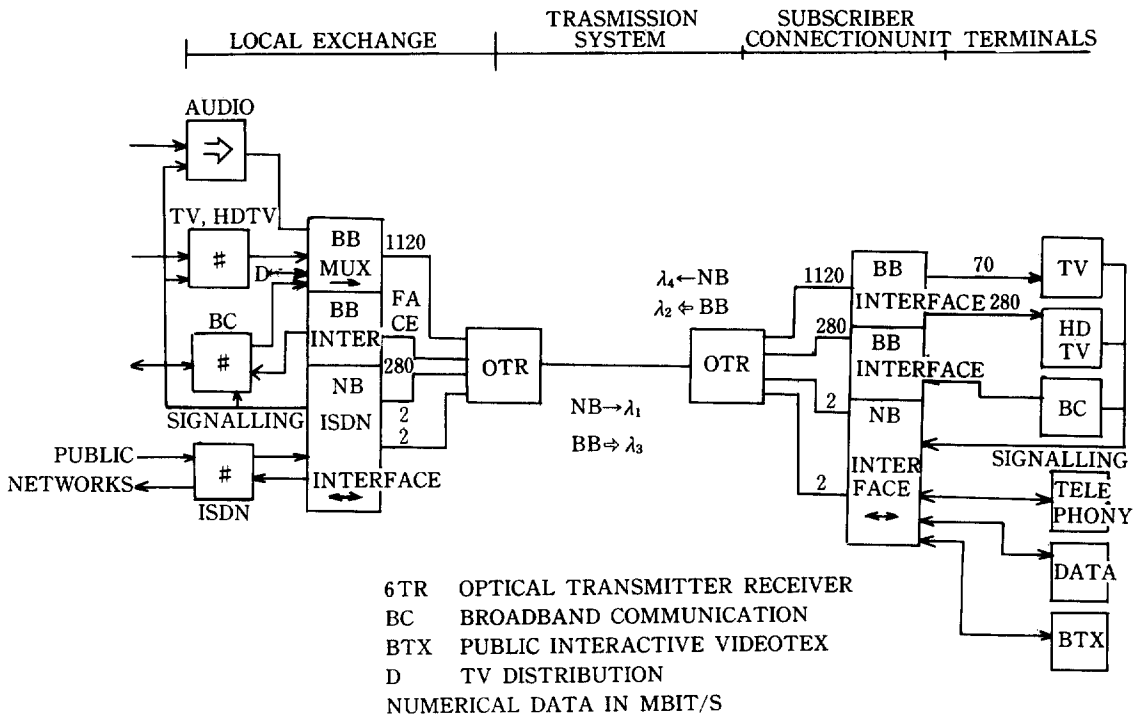 LOCAL EXCHANGE
TRASMISSION
SYSTEM
SUBSCRIBER
CONNECTIONUNIT
TERMINALS
AUDIO
TV, HDTV
#
D
BC
#
SIGNALLING
PUBLIC
NETWORKS
#
ISDN
BB
MUX
BB
INTER
FA
CE
NB
ISDN
INTERFACE
1120
280
2
2
OTR
NB→λ1
BB⇒λ3
λ4←NB
λ2⇐BB
OTR
1120
280
2
2
BB
INTERFACE
BB
INTERFACE
NB
INTER
FACE
70
280
TV
HD
TV
BC
SIGNALLING
TELE
PHONY
DATA
BTX
6TR OPTICAL TRANSMITTER RECEIVER
BC BROADBAND COMMUNICATION
BTX PUBLIC INTERACTIVE VIDEOTEX
D TV DISTRIBUTION
NUMERICAL DATA IN MBIT/S